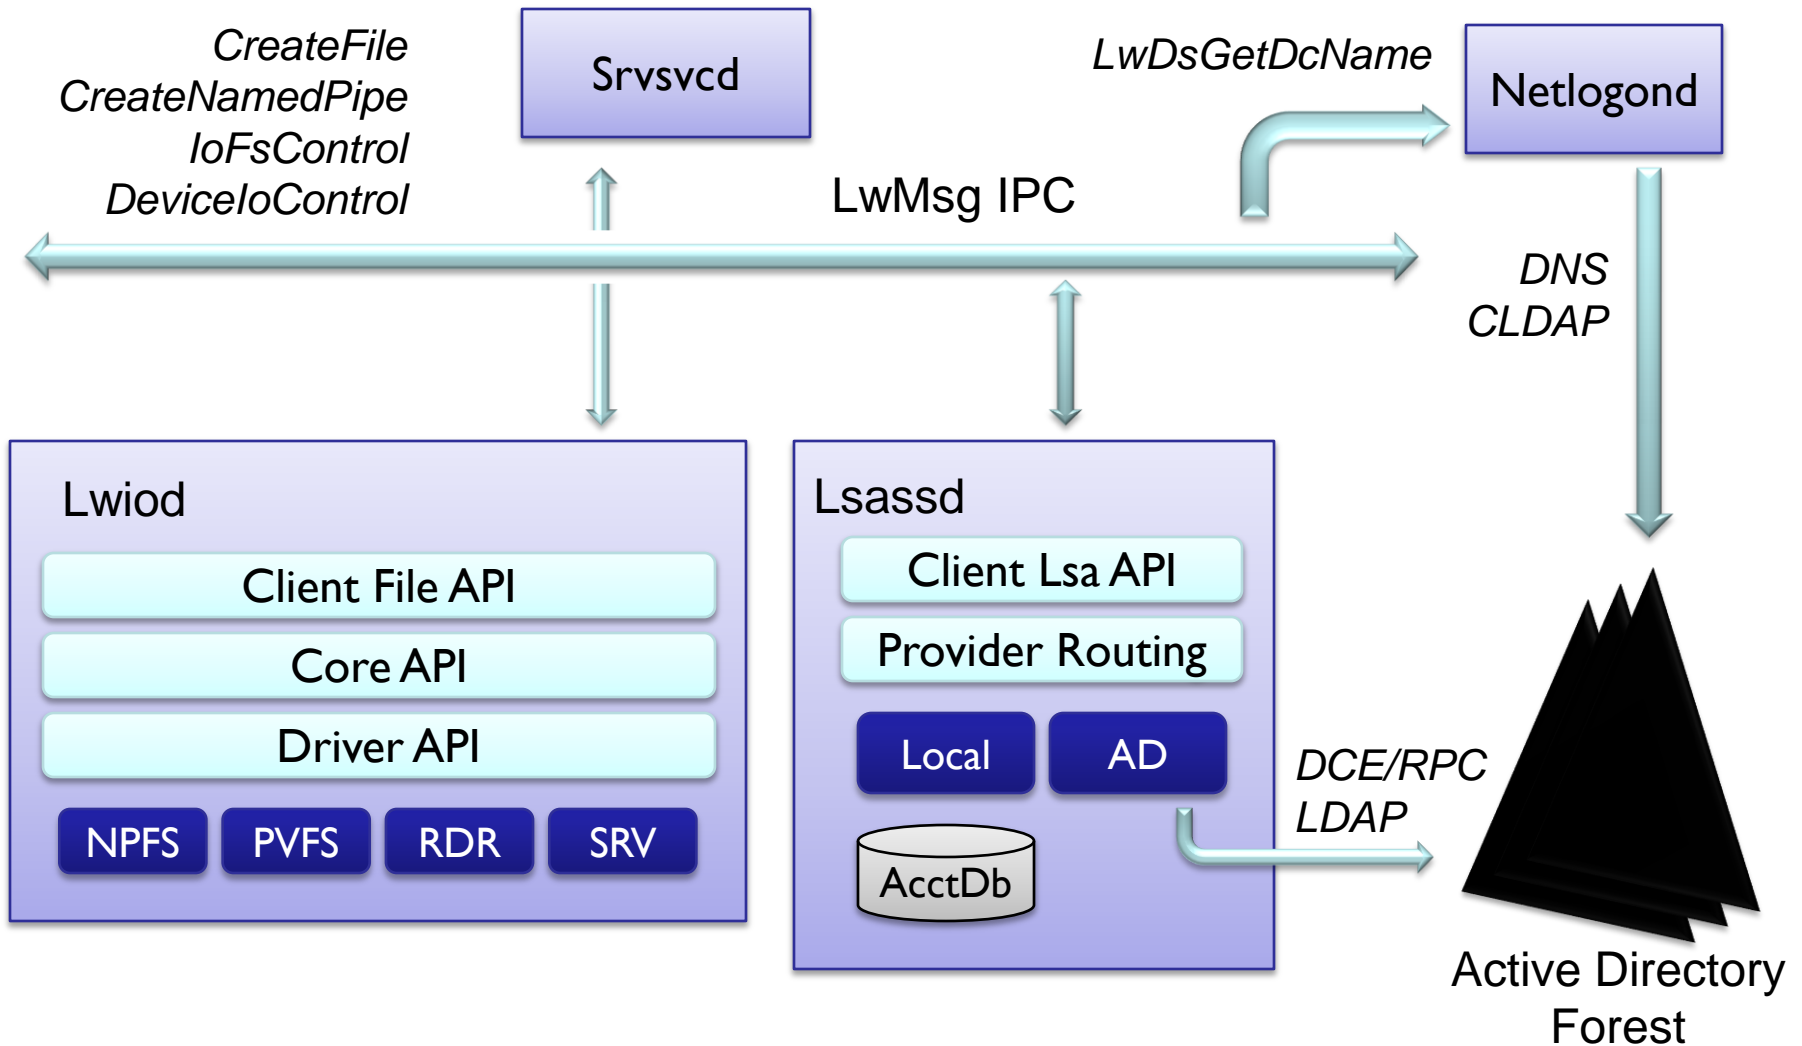 CreateFile
CreateNamedPipe
IoFsControl
DeviceIoControl
Srvsvcd
LwDsGetDcName
Netlogond
LwMsg IPC
DNS
CLDAP
Lwiod
Client File API
Core API
Driver API
NPFS
PVFS
RDR
SRV
Lsassd
Client Lsa API
Provider Routing
Local
AD
AcctDb
DCE/RPC
LDAP
Active Directory
Forest